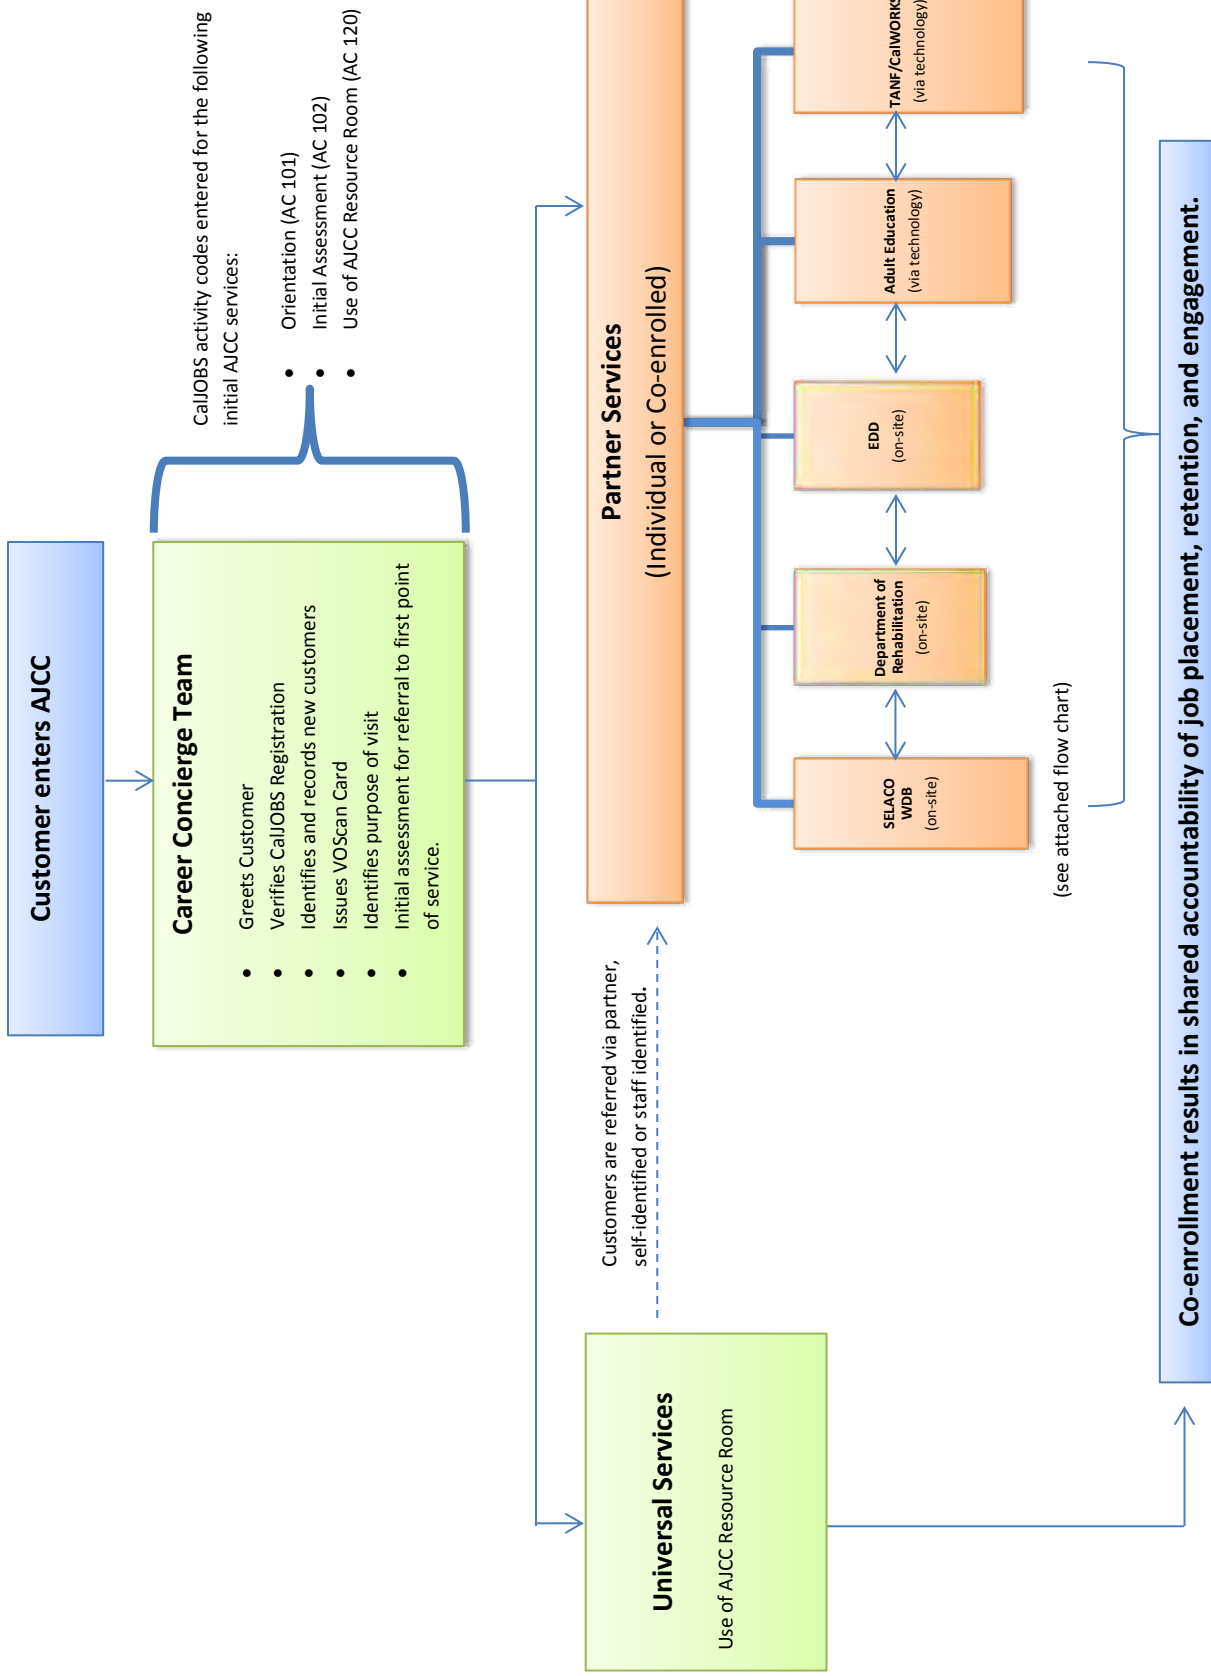 Customer enters AJCC
Career Concierge Team
• Greets Customer
• Verifies CalJOBS Registration
• Identifies and records new customers
• Issues VOScan Card
• Identifies purpose of visit
• Initial assessment for referral to first point
of service.
CalJOBS activity codes entered for the following
initial AJCC services:
• Orientation (AC 101)
• Initial Assessment (AC 102)
• Use of AJCC Resource Room (AC 120)
Universal Services
Use of AJCC Resource Room
Customers are referred via partner,
self-identified or staff identified.
Partner Services
(Individual or Co-enrolled)
SELACO
WDB
(on-site)
Department of
Rehabilitation
(on-site)
EDD
(on-site)
Adult Education
(via technology)
TANF/CalWORKS
(via technology)
(see attached flow chart)
Co-enrollment results in shared accountability of job placement, retention, and engagement.